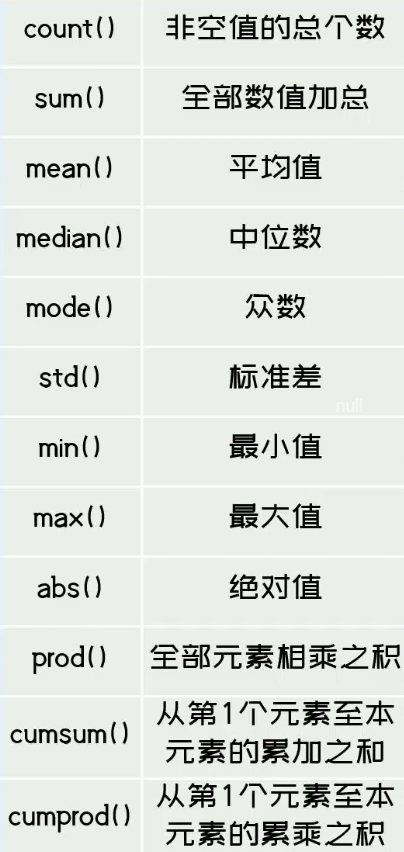 count() 非空值的总个数
sum() 全部数值加总
mean() 平均值
median() 中位数
mode() 众数
std() 标准差
null
min() 最小值
max() 最大值
abs() 绝对值
prod() 全部元素相乘之积
cumsum() 从第1个元素至本
元素的累加之和
cumprod() 从第1个元素至本
元素的累乘之积